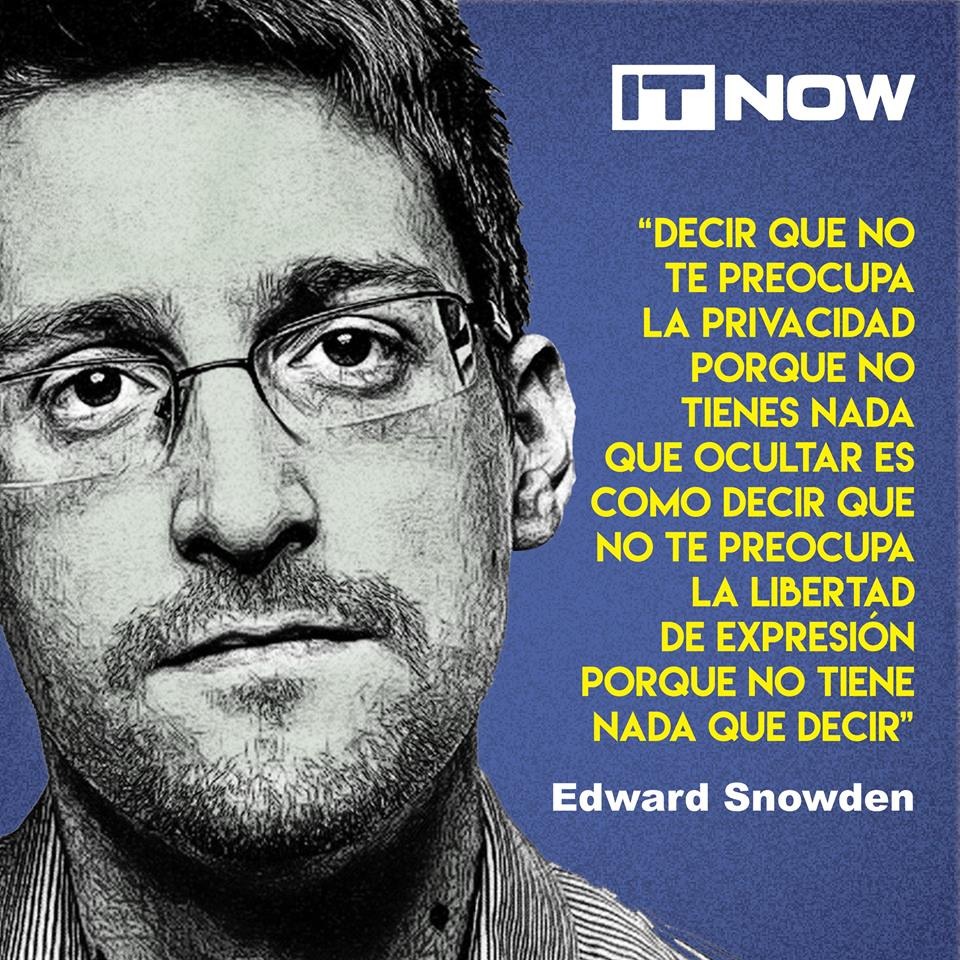 IT NOW
“DECIR QUE NO
TE PREOCUPA
LA PRIVACIDAD
PORQUE NO
TIENES NADA
QUE OCULTAR ES
COMO DECIR QUE
NO TE PREOCUPA
LA LIBERTAD
DE EXPRESIÓN
PORQUE NO TIENE
NADA QUE DECIR”
Edward Snowden